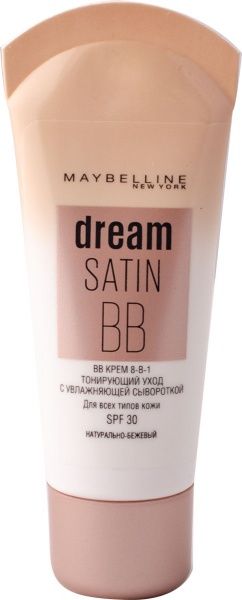 MAYBELLINE
NEW YORK
dream
SATIN
BB
BB КРЕМ 8-В-1
ТОНИРУЮЩИЙ УХОД
С УВЛАЖНЯЮЩЕЙ СЫВОРОТКОЙ
Для всех типов кожи
SPF 30
НАТУРАЛЬНО-БЕЖЕВЫЙ